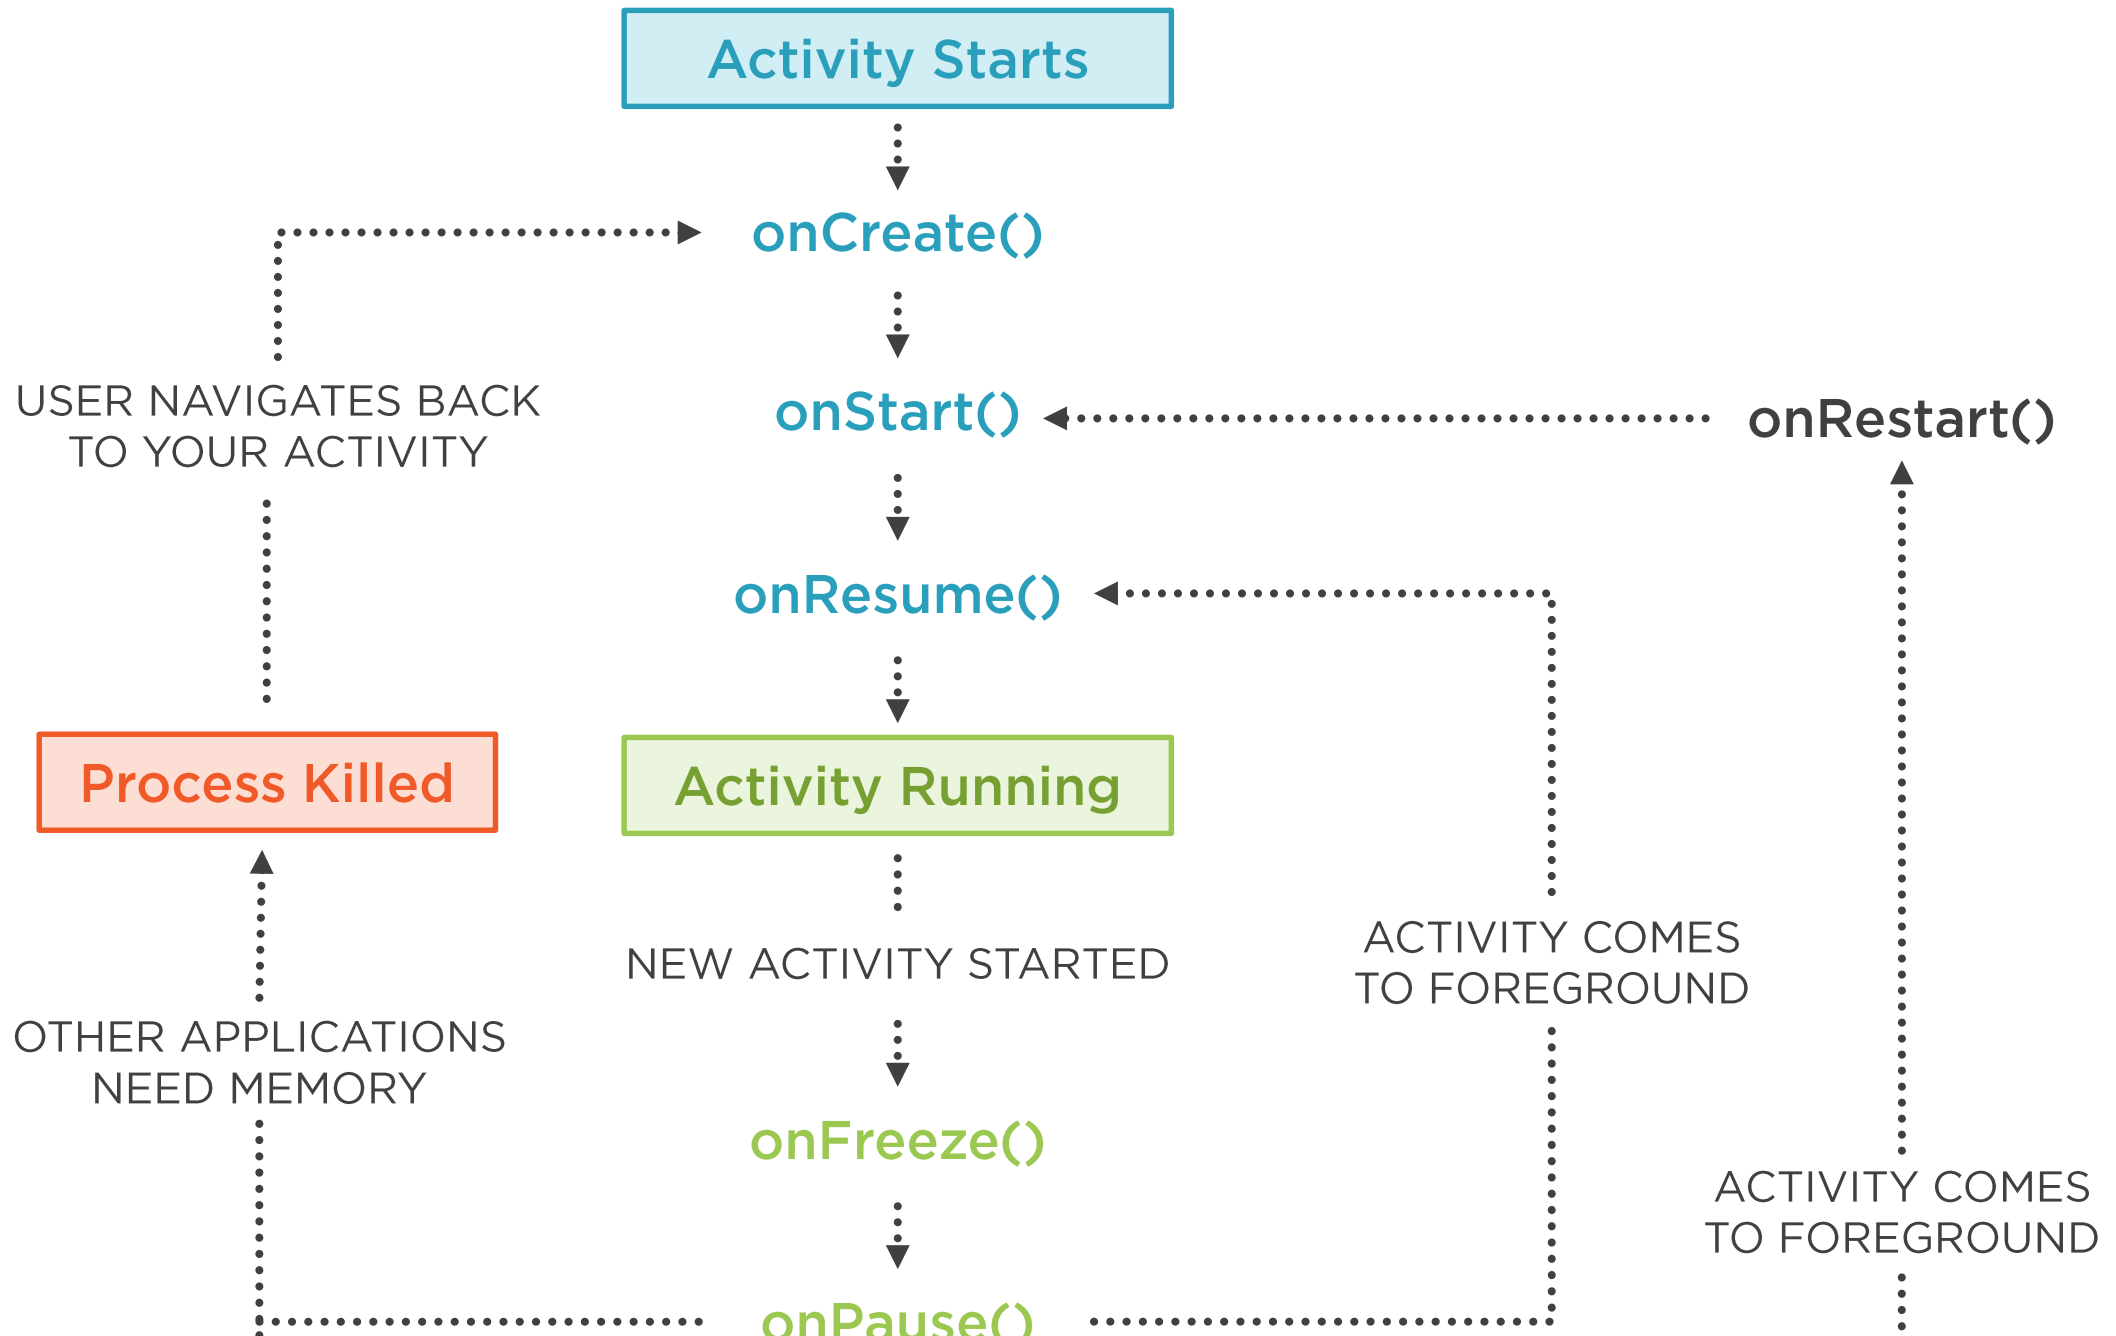 Activity Starts
onCreate()
USER NAVIGATES BACK
TO YOUR ACTIVITY
onStart()
onRestart()
onResume()
Process Killed
Activity Running
NEW ACTIVITY STARTED
ACTIVITY COMES
TO FOREGROUND
OTHER APPLICATIONS
NEED MEMORY
onFreeze()
ACTIVITY COMES
TO FOREGROUND
onPause()